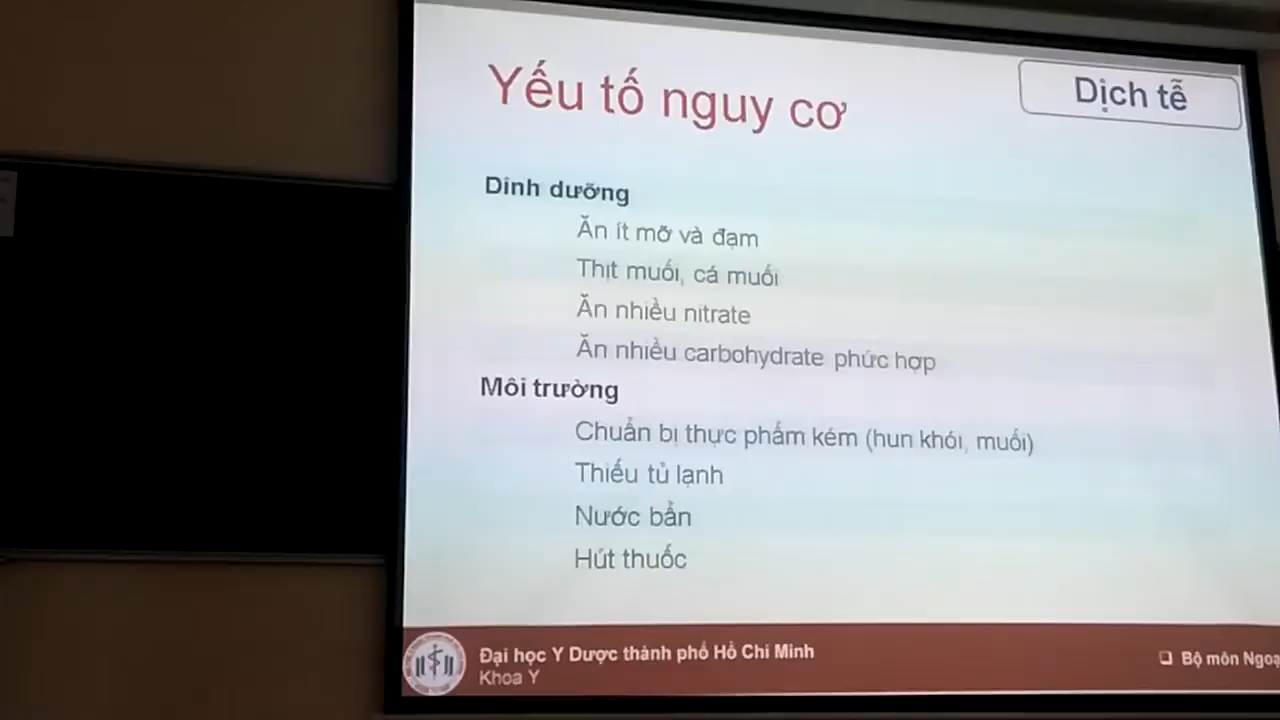 Yếu tố nguy cơ
Dịch tễ
Dinh dưỡng
Ăn ít mỡ và đạm
Thịt muối, cá muối
Ăn nhiều nitrate
Ăn nhiều carbohydrate phức hợp
Môi trường
Chuẩn bị thực phẩm kém (hun khói, muối)
Thiếu tủ lạnh
Nước bẩn
Hút thuốc
Đại học Y Dược thành phố Hồ Chí Minh
Khoa Y
❑ Bộ môn Ngoạ